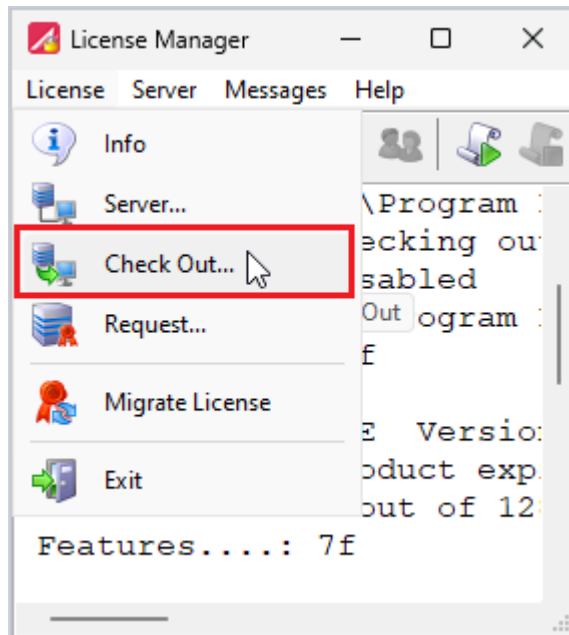 License Manager
License Server Messages Help
Info
Server...
\Program
Check Out...
ecking ou
sabled
Out
ogram
Request...
f
Migrate License
E Versio
oduct exp
Exit
out of 12
Features....: 7f